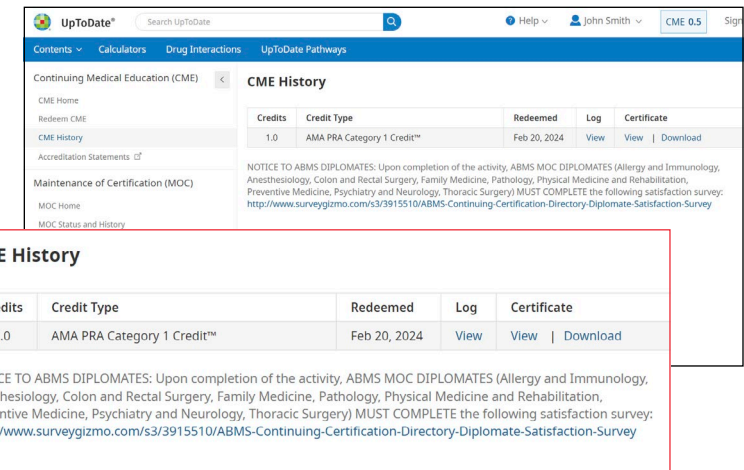 UpToDate® Search UpToDate Help John Smith CME 0.5 Sign
Contents Calculators Drug Interactions UpToDate Pathways
Continuing Medical Education (CME)
CME Home
Redeem CME
CME History
Accreditation Statements
Maintenance of Certification (MOC)
MOC Home
MOC Status and History
CME History
Credits Credit Type Redeemed Log Certificate
1.0 AMA PRA Category 1 Credit™ Feb 20, 2024 View View | Download
NOTICE TO ABMS DIPLOMATES: Upon completion of the activity, ABMS MOC DIPLOMATES (Allergy and Immunology,
Anesthesiology, Colon and Rectal Surgery, Family Medicine, Pathology, Physical Medicine and Rehabilitation,
Preventive Medicine, Psychiatry and Neurology, Thoracic Surgery) MUST COMPLETE the following satisfaction survey:
http://www.surveygizmo.com/s3/3915510/ABMS-Continuing-Certification-Directory-Diplomate-Satisfaction-Survey
E History
edits Credit Type Redeemed Log Certificate
.0 AMA PRA Category 1 Credit™ Feb 20, 2024 View View | Download
CE TO ABMS DIPLOMATES: Upon completion of the activity, ABMS MOC DIPLOMATES (Allergy and Immunology,
hesiology, Colon and Rectal Surgery, Family Medicine, Pathology, Physical Medicine and Rehabilitation,
ntive Medicine, Psychiatry and Neurology, Thoracic Surgery) MUST COMPLETE the following satisfaction survey:
/www.surveygizmo.com/s3/3915510/ABMS-Continuing-Certification-Directory-Diplomate-Satisfaction-Survey